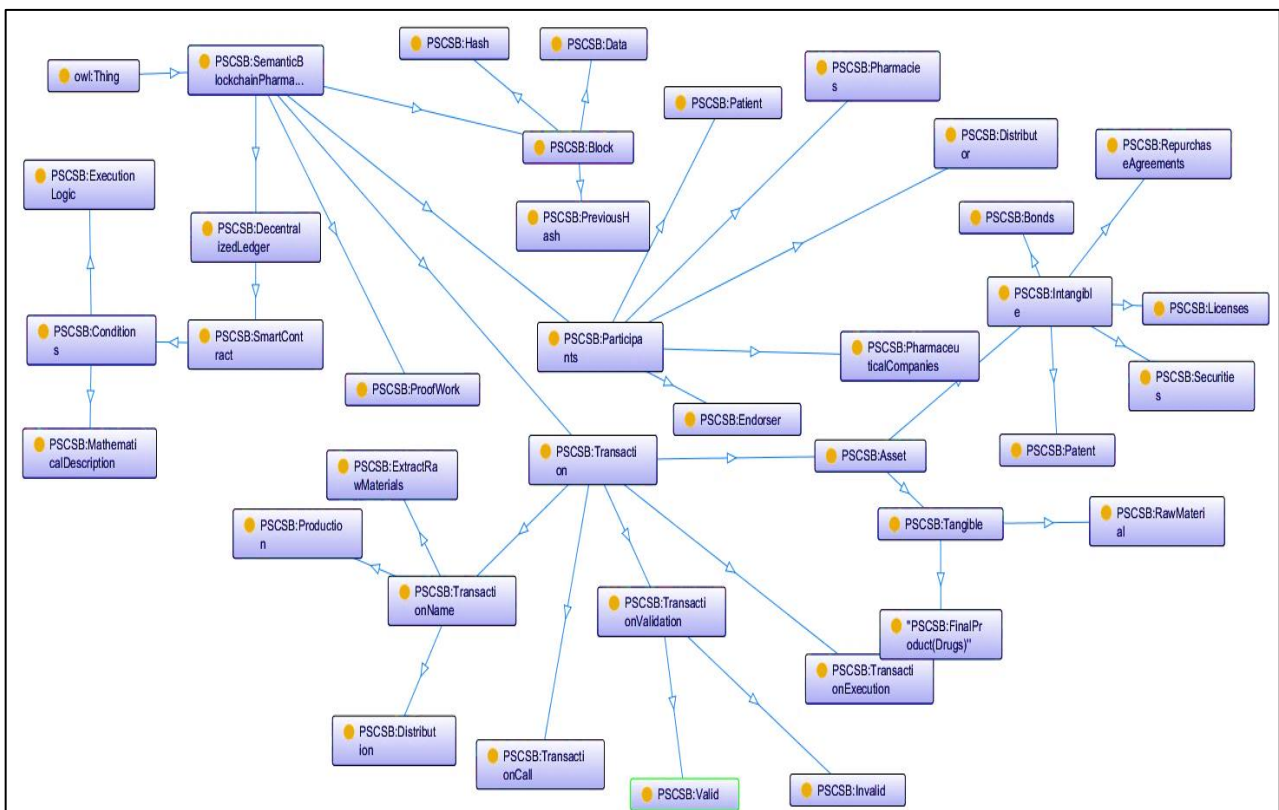 PSCSB:Hash
PSCSB:Data
owl:Thing
PSCSB:SemanticB
lockchainPharma...
PSCSB:Pharmacie
s
PSCSB:Patient
PSCSB:Distributo
r
PSCSB:Repurchas
eAgreements
PSCSB:Block
PSCSB:Execution
Logic
PSCSB:PreviousH
ash
PSCSB:Bonds
PSCSB:Decentral
izedLedger
PSCSB:Intangibl
e
PSCSB:Licenses
PSCSB:Condition
s
PSCSB:SmartCont
ract
PSCSB:Participa
nts
PSCSB:Pharmaceu
ticalCompanies
PSCSB:Securitie
s
PSCSB:ProofWork
PSCSB:Endorser
PSCSB:Mathemati
calDescription
PSCSB:Transacti
on
PSCSB:Asset
PSCSB:Patent
PSCSB:ExtractRa
wMaterials
PSCSB:Productio
n
PSCSB:Tangible
PSCSB:RawMateri
al
PSCSB:Transacti
onName
PSCSB:Transacti
onValidation
"PSCSB:FinalPr
oduct(Drugs)"
PSCSB:Transacti
onExecution
PSCSB:Distribut
ion
PSCSB:Transacti
onCall
PSCSB:Valid
PSCSB:Invalid